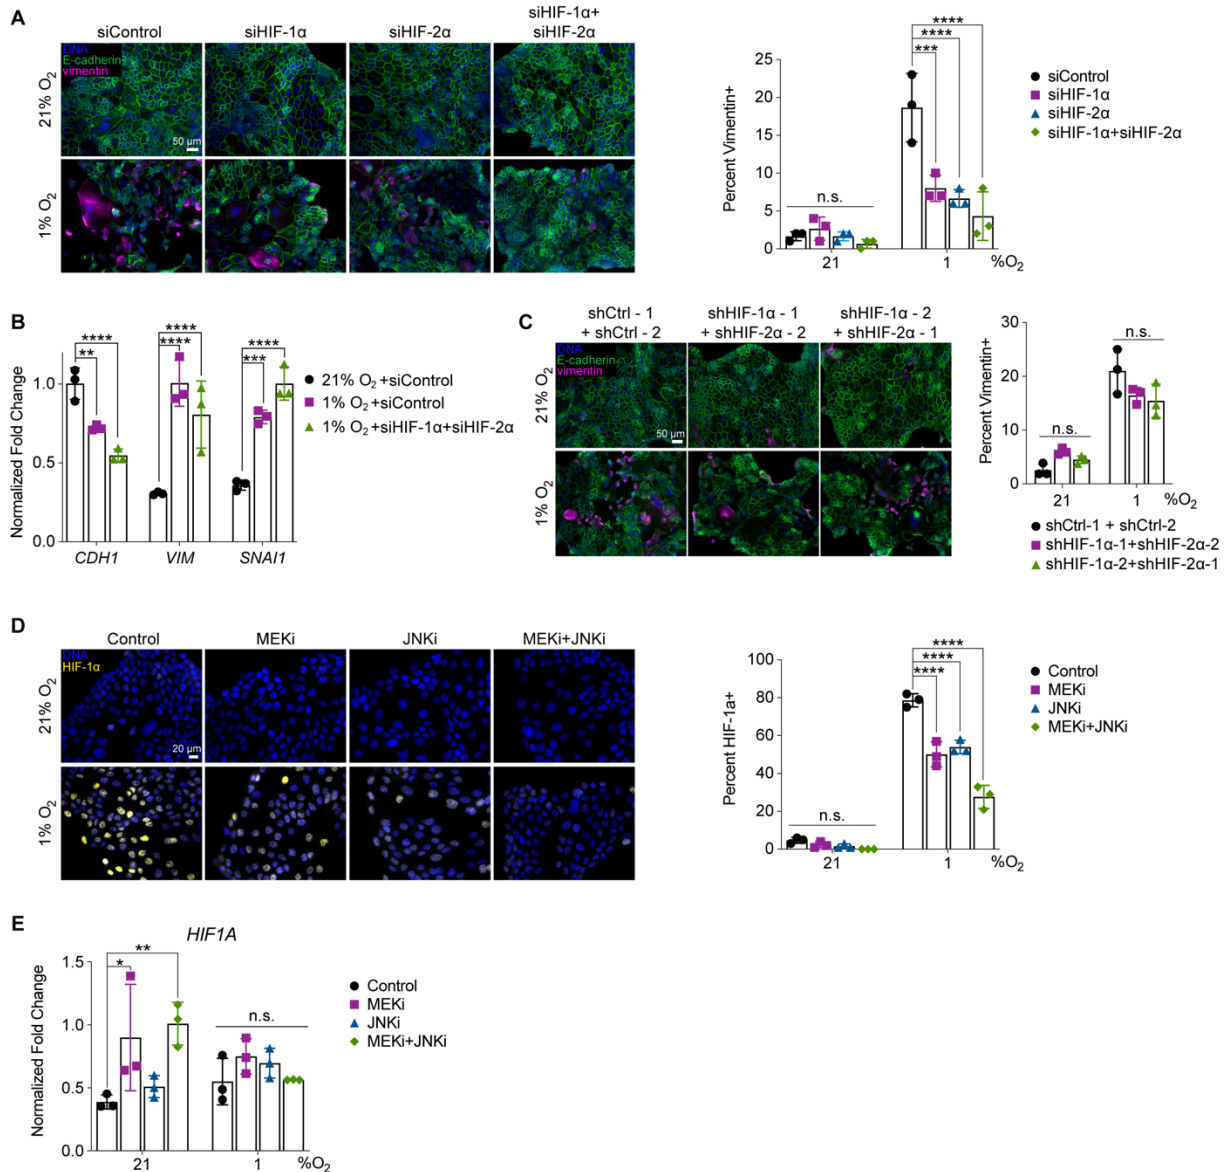 A
siControl
siHIF-1α
siHIF-2α
siHIF-1α+
siHIF-2α
DNA
E-cadherin
vimentin
21% O2
50 µm
1% O2
Percent Vimentin+
25
20
15
10
5
0
n.s.
***
****
****
21
1
%O2
siControl
siHIF-1α
siHIF-2α
siHIF-1α+siHIF-2α
B
Normalized Fold Change
1.0
0.5
0.0
****
**
****
****
****
***
CDH1
VIM
SNAI1
21% O2+siControl
1% O2+siControl
1% O2+siHIF-1α+siHIF-2α
C
shCtrl - 1
+ shCtrl - 2
shHIF-1α - 1
+ shHIF-2α - 2
shHIF-1α - 2
+ shHIF-2α - 1
DNA
E-cadherin
vimentin
21% O2
50 µm
1% O2
Percent Vimentin+
30
20
10
0
n.s.
n.s.
21
1
%O2
shCtrl-1 + shCtrl-2
shHIF-1α-1+shHIF-2α-2
shHIF-1α-2+shHIF-2α-1
D
Control
MEKi
JNKi
MEKi+JNKi
DNA
HIF-1α
21% O2
20 µm
1% O2
Percent HIF-1a+
100
80
60
40
20
0
n.s.
****
****
****
21
1
%O2
Control
MEKi
JNKi
MEKi+JNKi
E
HIF1A
Normalized Fold Change
1.5
1.0
0.5
0.0
**
*
n.s.
21
1
%O2
Control
MEKi
JNKi
MEKi+JNKi